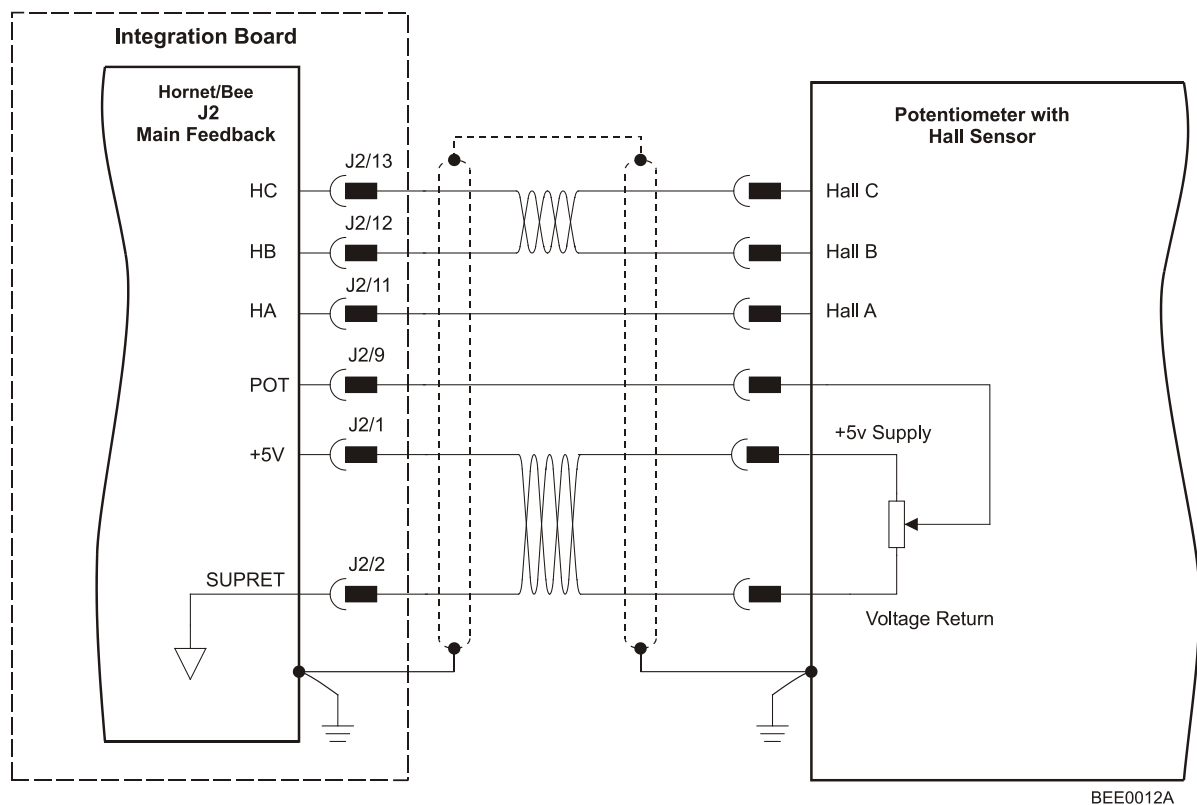 Integration Board
Hornet/Bee
J2
Main Feedback
Potentiometer with
Hall Sensor
HC
J2/13
Hall C
HB
J2/12
Hall B
HA
J2/11
Hall A
POT
J2/9
+5V
J2/1
+5v Supply
SUPRET
J2/2
Voltage Return
BEE0012A